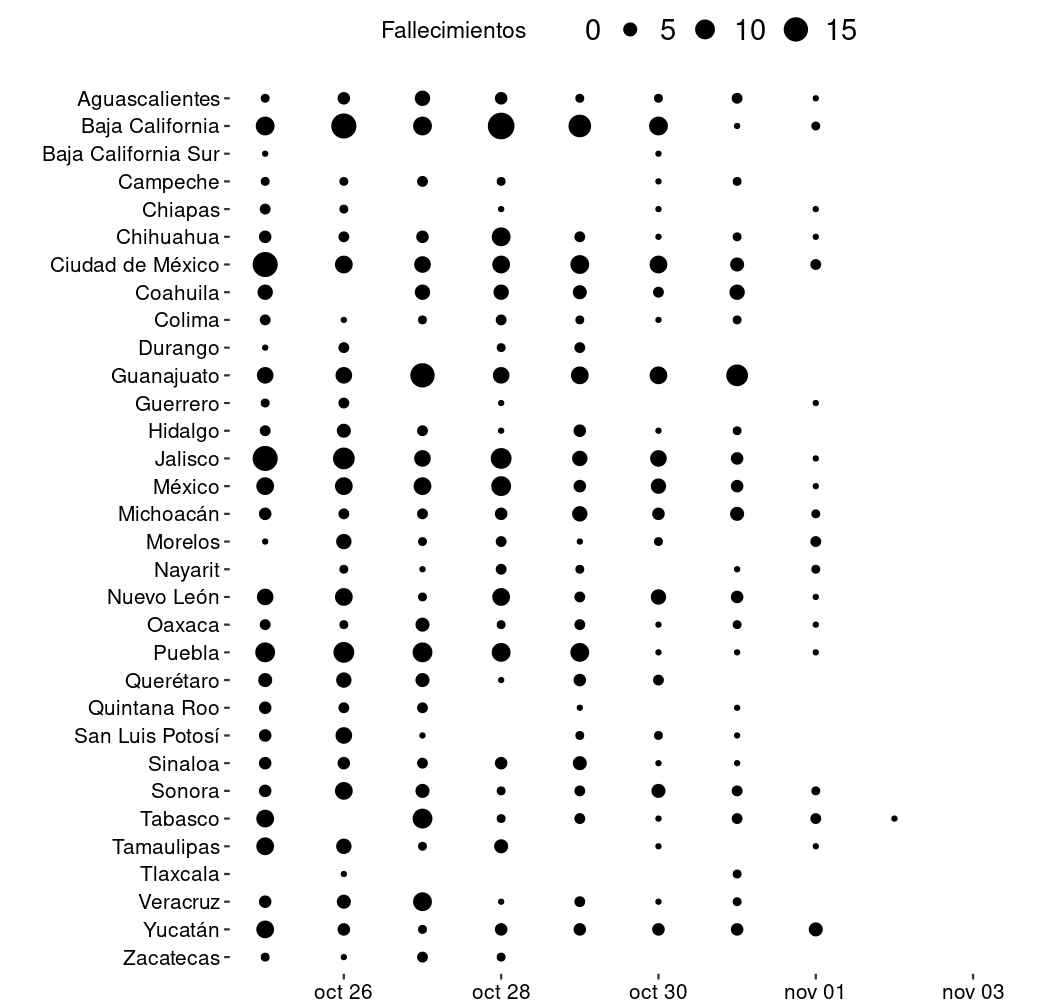 Fallecimientos 0 5 10 15
Aguascalientes
Baja California
Baja California Sur
Campeche
Chiapas
Chihuahua
Ciudad de México
Coahuila
Colima
Durango
Guanajuato
Guerrero
Hidalgo
Jalisco
México
Michoacán
Morelos
Nayarit
Nuevo León
Oaxaca
Puebla
Querétaro
Quintana Roo
San Luis Potosí
Sinaloa
Sonora
Tabasco
Tamaulipas
Tlaxcala
Veracruz
Yucatán
Zacatecas
oct 26 oct 28 oct 30 nov 01 nov 03